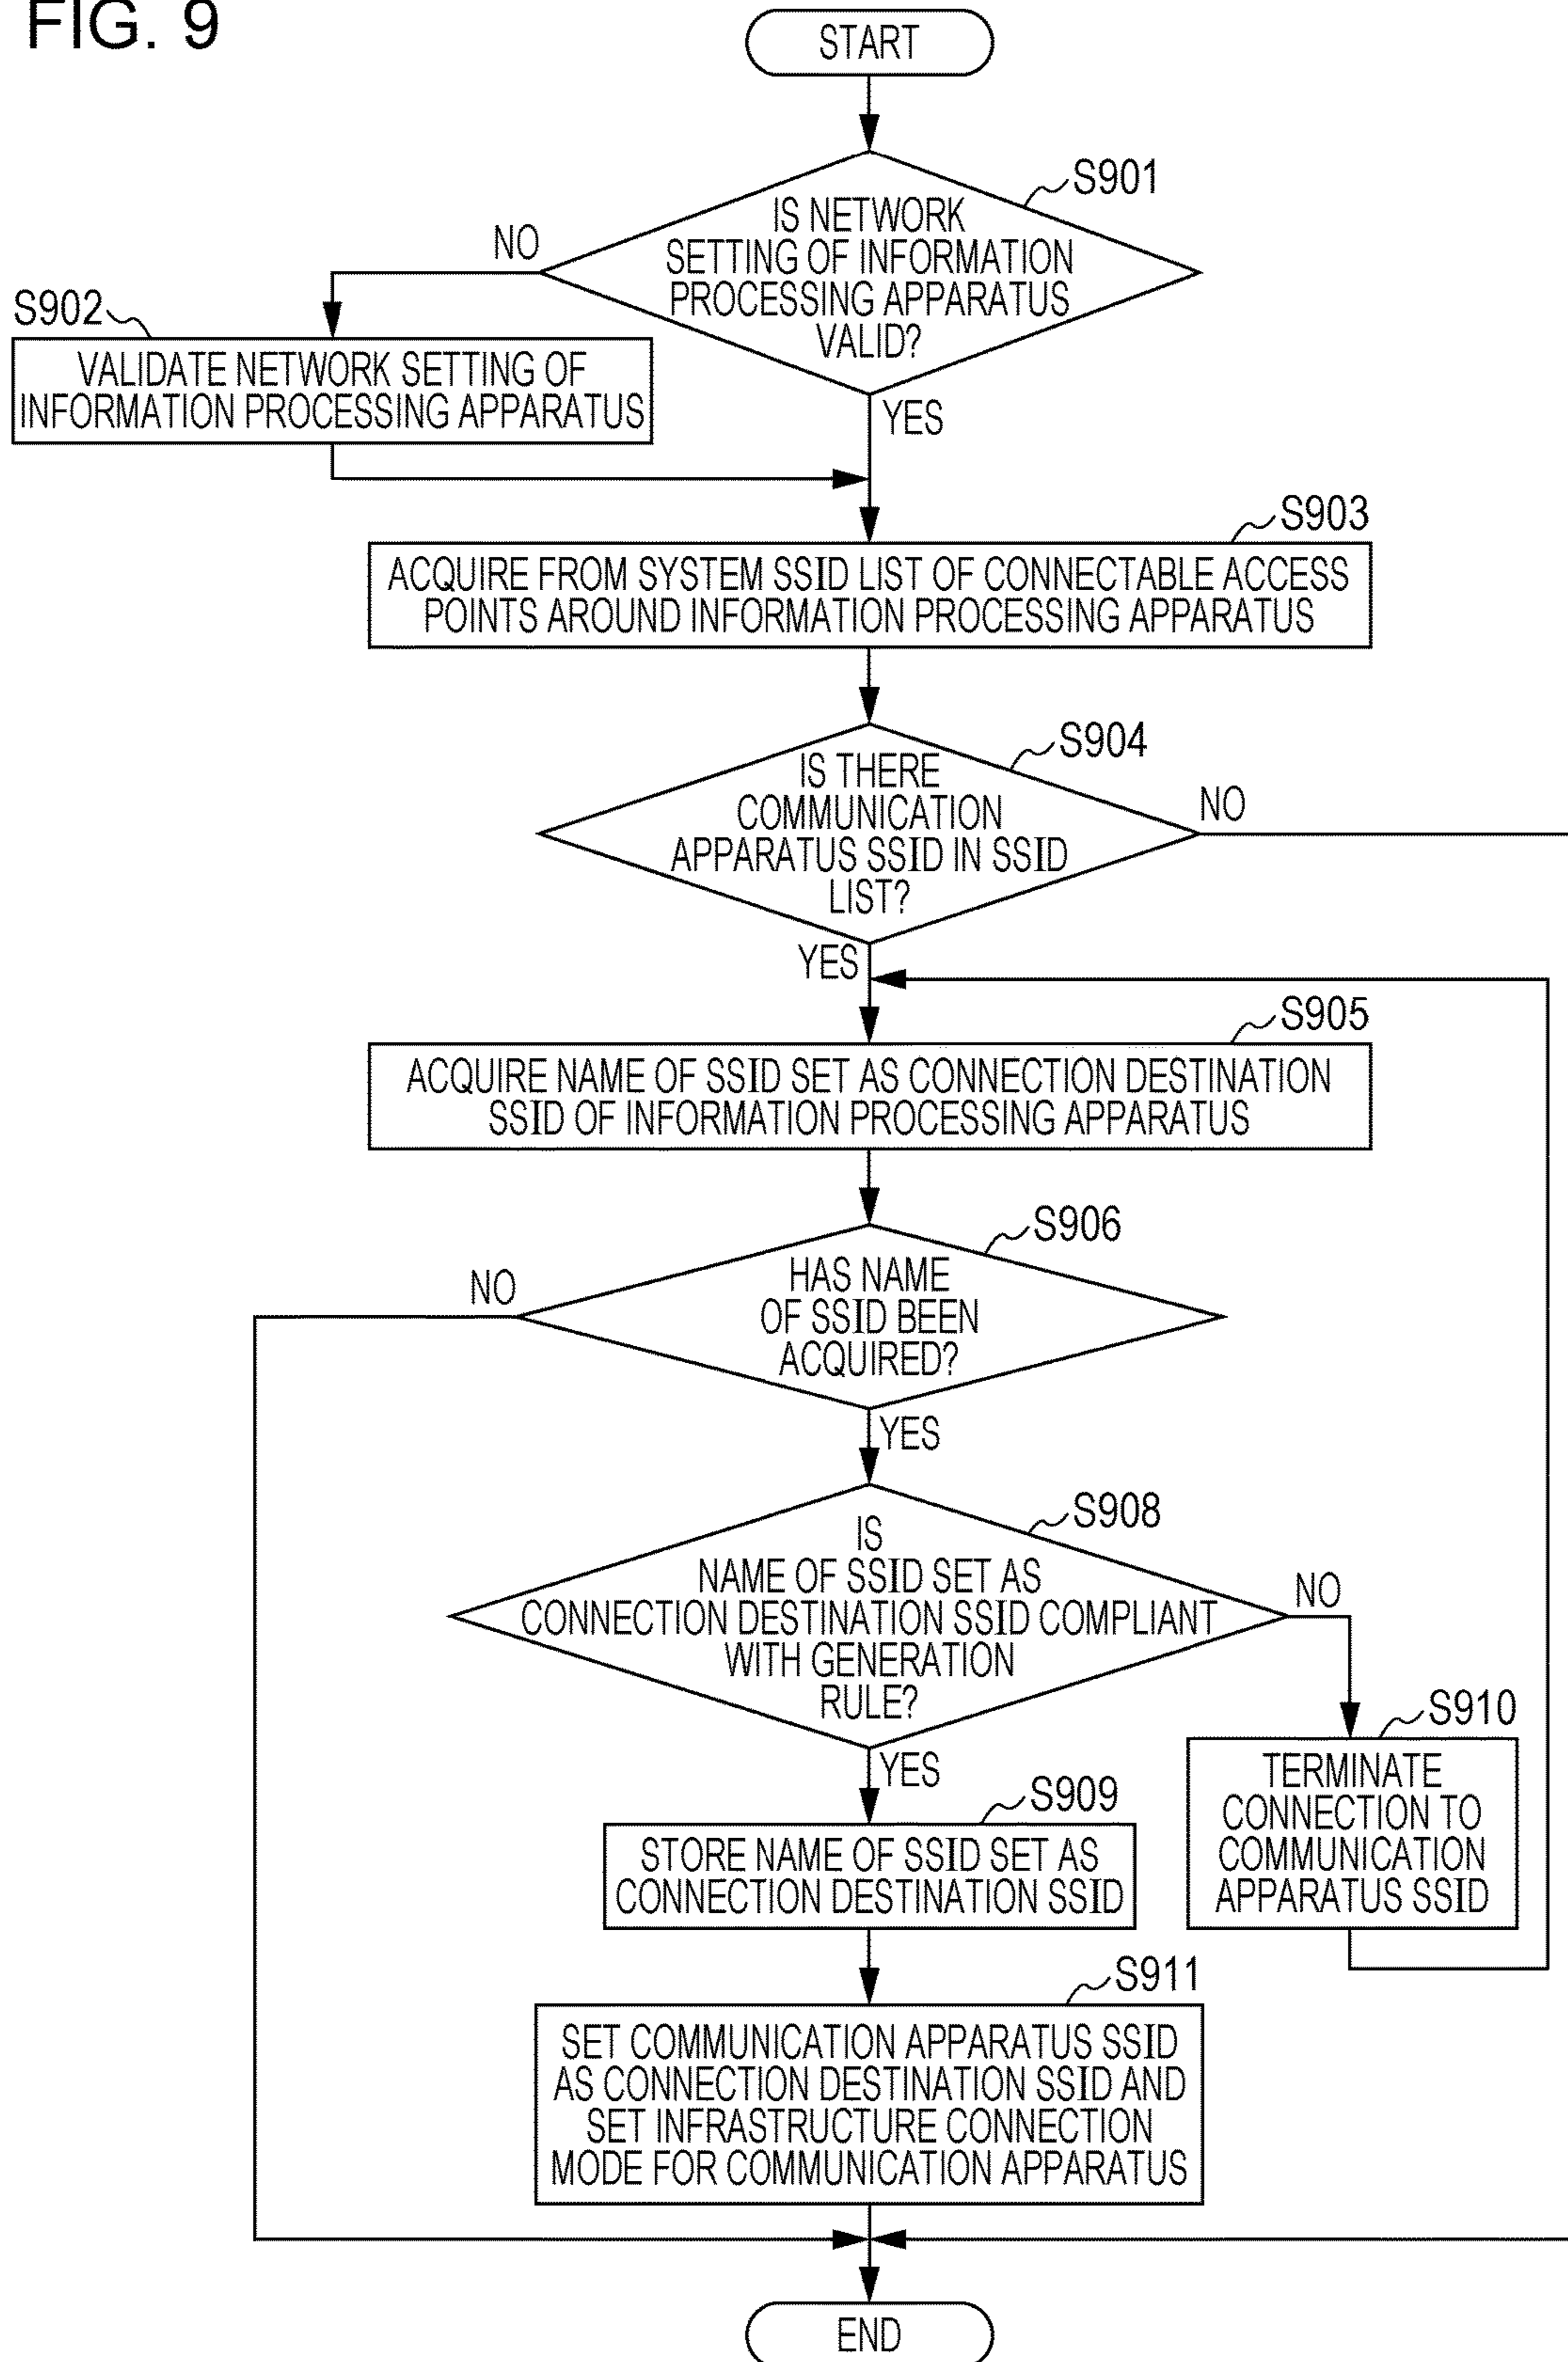 FIG. 9
START
S901
IS NETWORK
SETTING OF INFORMATION
PROCESSING APPARATUS
VALID?
NO
S902
VALIDATE NETWORK SETTING OF
INFORMATION PROCESSING APPARATUS
YES
S903
ACQUIRE FROM SYSTEM SSID LIST OF CONNECTABLE ACCESS
POINTS AROUND INFORMATION PROCESSING APPARATUS
S904
IS THERE
COMMUNICATION
APPARATUS SSID IN SSID
LIST?
NO
YES
S905
ACQUIRE NAME OF SSID SET AS CONNECTION DESTINATION
SSID OF INFORMATION PROCESSING APPARATUS
S906
HAS NAME
OF SSID BEEN
ACQUIRED?
NO
YES
S908
IS
NAME OF SSID SET AS
CONNECTION DESTINATION SSID COMPLIANT
WITH GENERATION
RULE?
NO
YES
S910
TERMINATE
CONNECTION TO
COMMUNICATION
APPARATUS SSID
S909
STORE NAME OF SSID SET AS
CONNECTION DESTINATION SSID
S911
SET COMMUNICATION APPARATUS SSID
AS CONNECTION DESTINATION SSID AND
SET INFRASTRUCTURE CONNECTION
MODE FOR COMMUNICATION APPARATUS
END